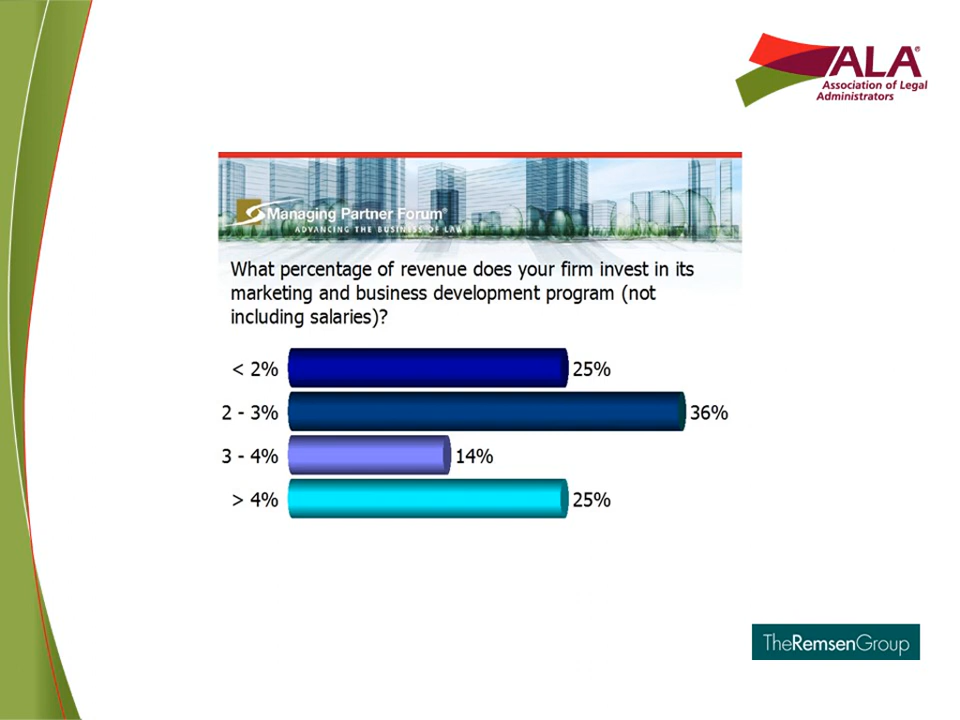 ALA®
Association of Legal
Administrators
Managing Partner Forum®
ADVANCING THE BUSINESS OF LAW
What percentage of revenue does your firm invest in its
marketing and business development program (not
including salaries)?
< 2% 25%
2 - 3% 36%
3 - 4% 14%
> 4% 25%
TheRemsenGroup